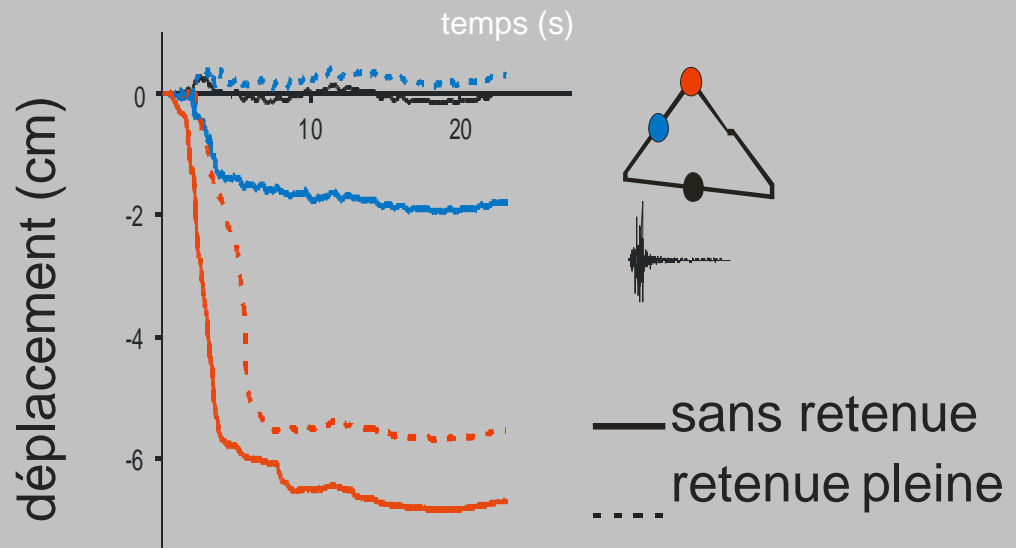 temps (s)
déplacement (cm)
0
10
20
-2
-4
-6
sans retenue
retenue pleine